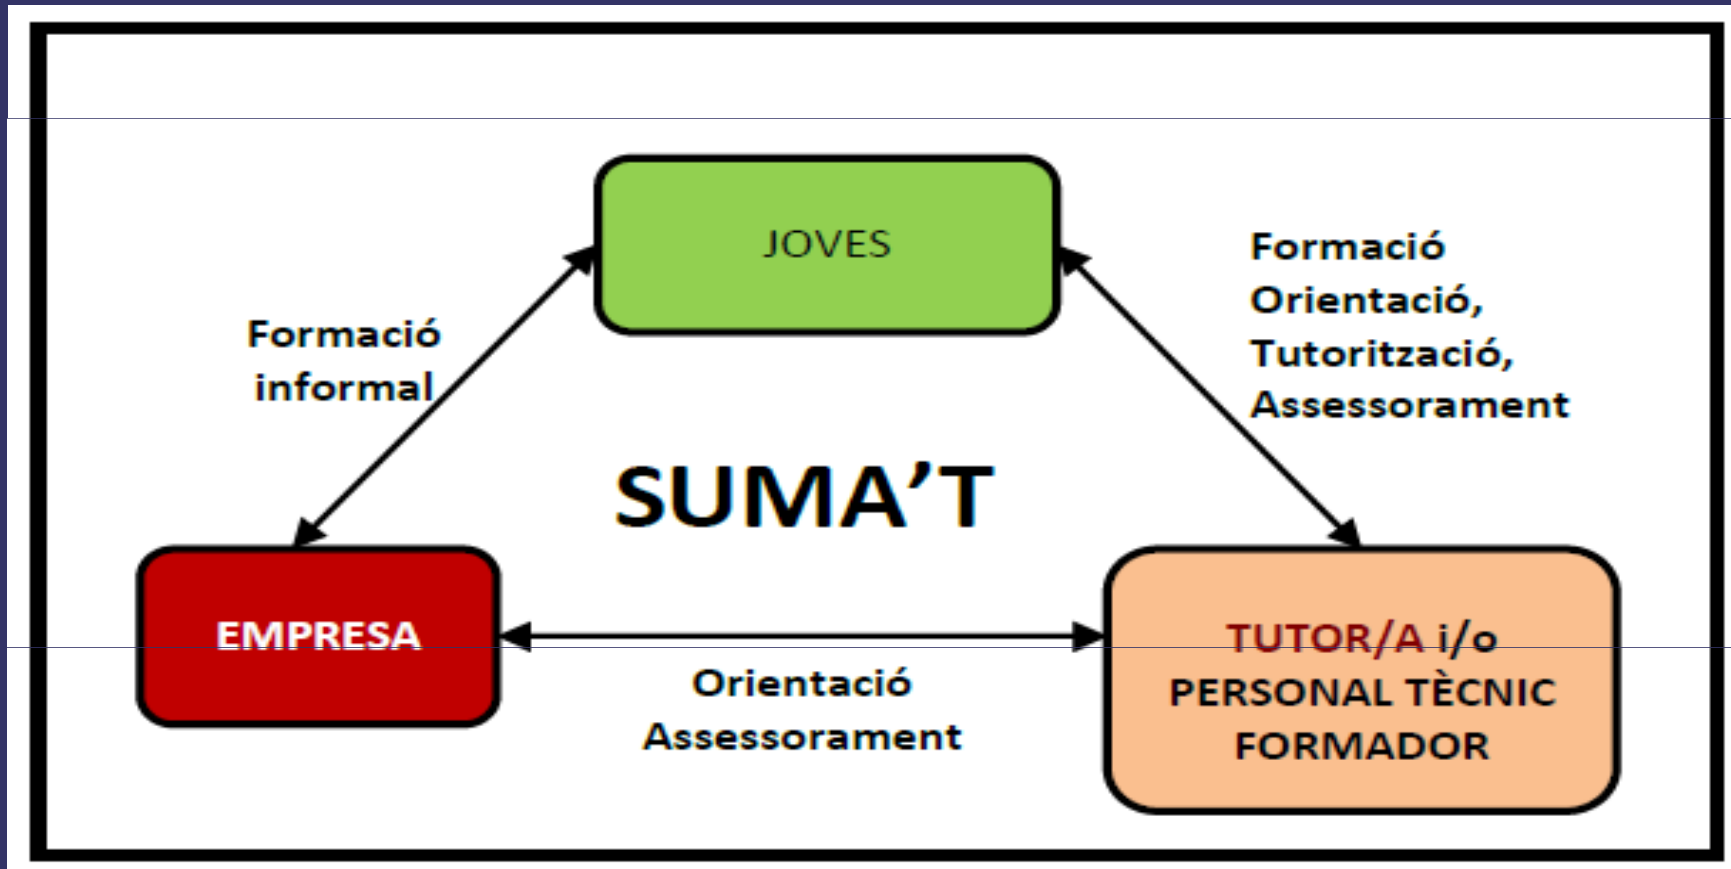 JOVES
Formació
informal
Formació
Orientació,
Tutorització,
Assessorament
SUMA’T
EMPRESA
Orientació
Assessorament
TUTOR/A i/o
PERSONAL TÈCNIC
FORMADOR